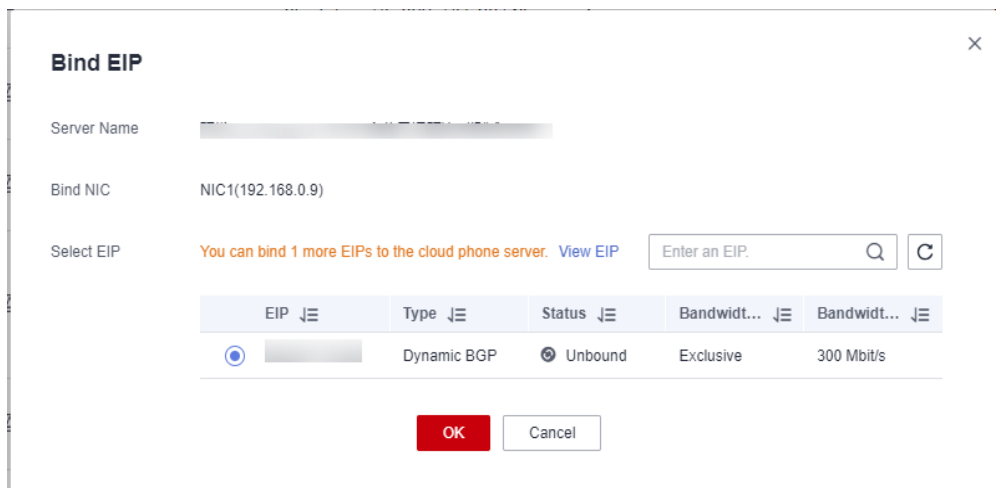 Bind EIP
Server Name
Bind NIC NIC1(192.168.0.9)
Select EIP You can bind 1 more EIPs to the cloud phone server. View EIP Enter an EIP.
EIP Type Status Bandwidt... Bandwidt...
Dynamic BGP Unbound Exclusive 300 Mbit/s
OK Cancel